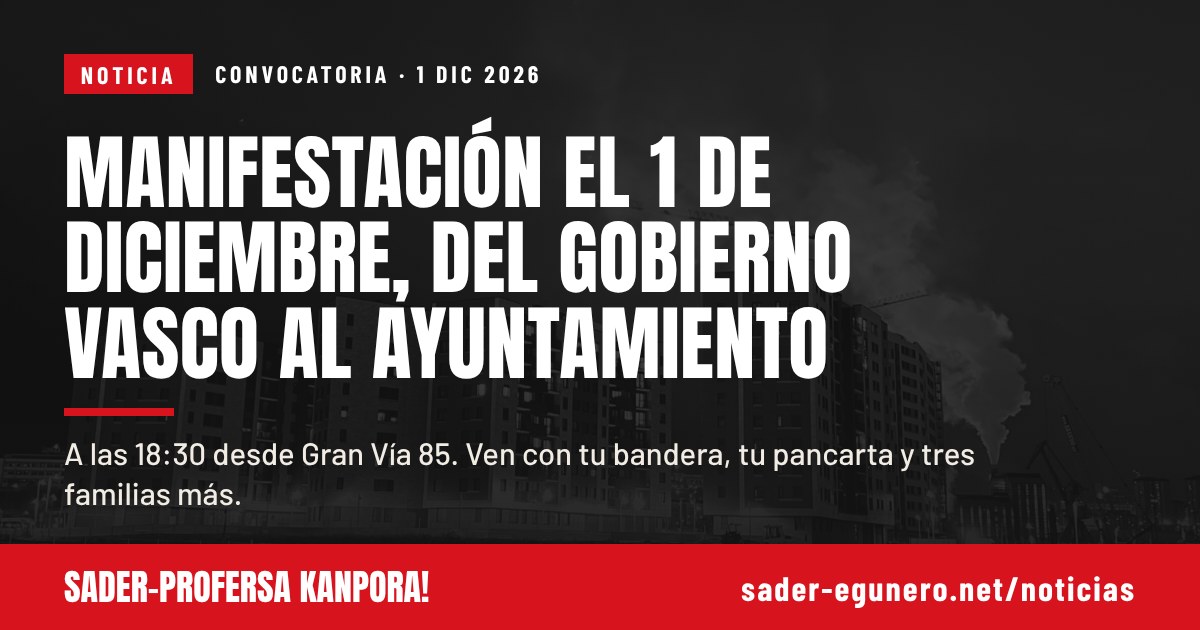 NOTICIA CONVOCATORIA · 1 DIC 2026
MANIFESTACIÓN EL 1 DE
DICIEMBRE, DEL GOBIERNO
VASCO AL AYUNTAMIENTO
A las 18:30 desde Gran Vía 85. Ven con tu bandera, tu pancarta y tres
familias más.
SADER-PROFERSA KANPORA! sader-egunero.net/noticias